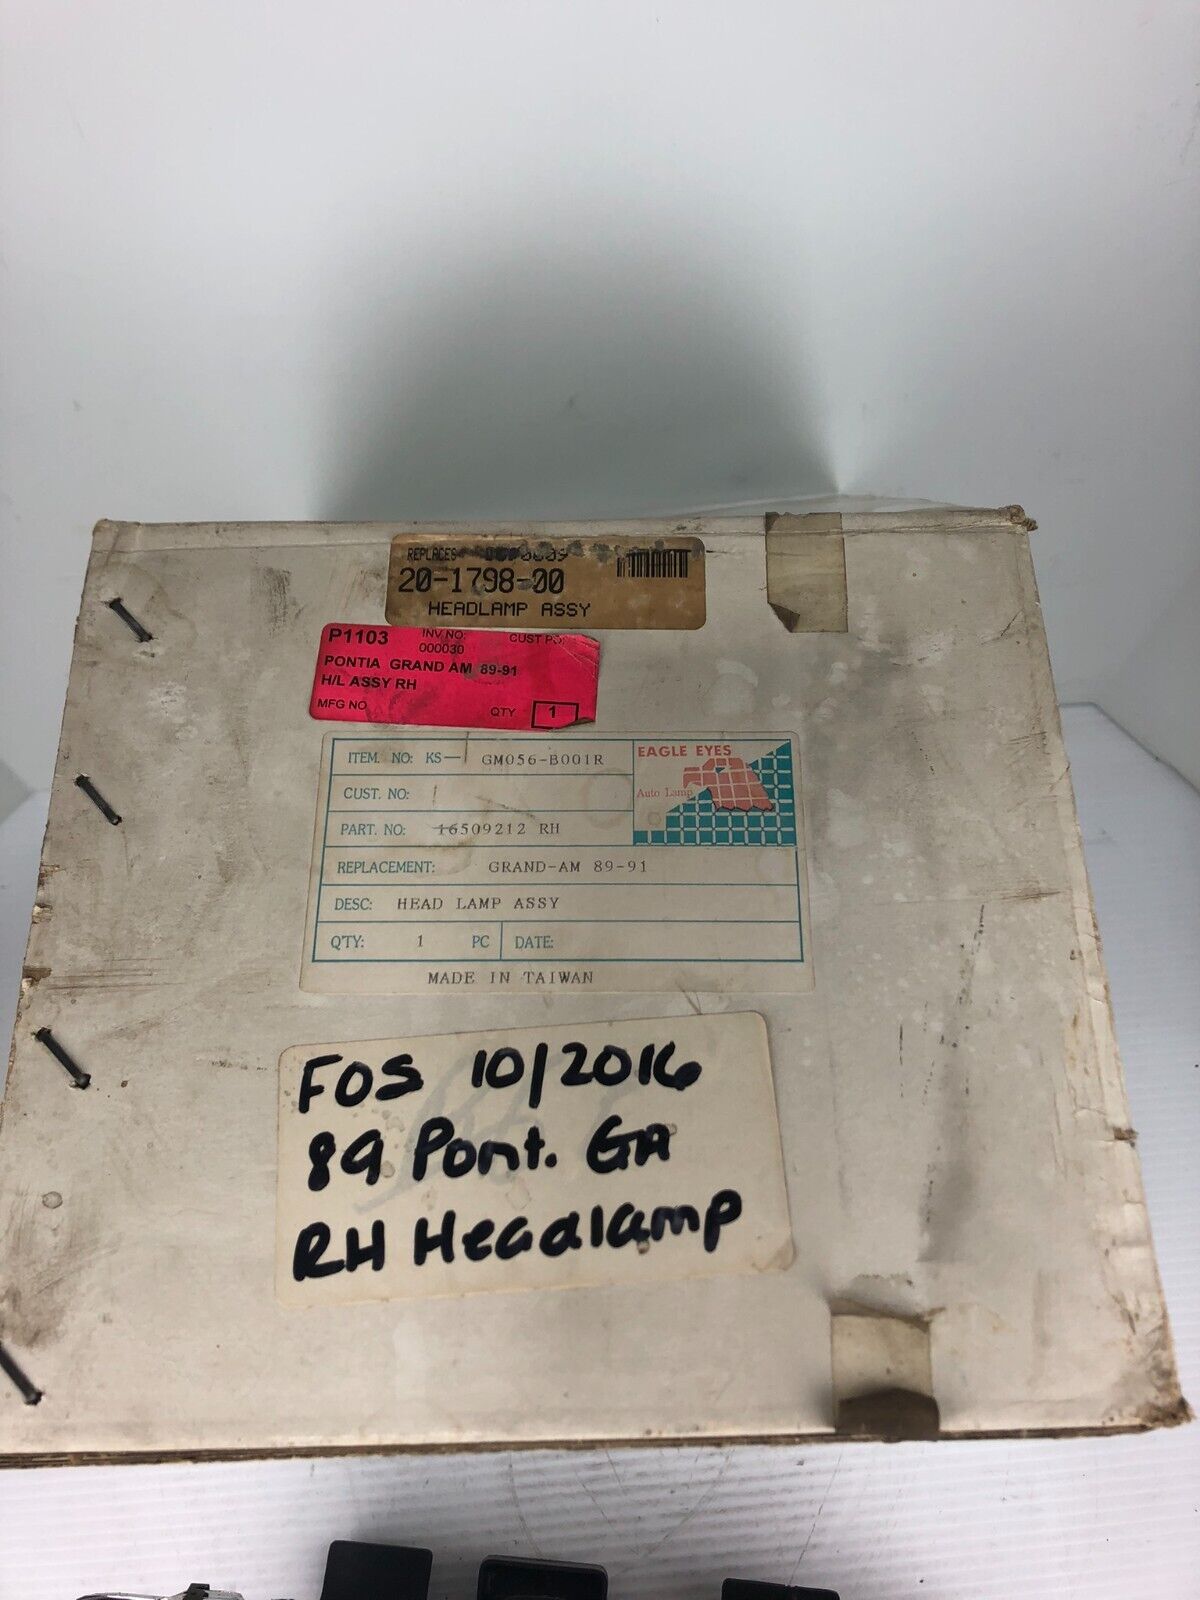 REPLACES
20-1798-00
HEADLAMP ASSY
P1103 INV NO: CUST PO:
000030
PONTIA GRAND AM 89-91
H/L ASSY RH
MFG NO QTY 1
ITEM. NO: KS- GM056-B001R
EAGLE EYES
Auto Lamp
CUST. NO:
PART. NO: 16509212 RH
REPLACEMENT: GRAND-AM 89-91
DESC: HEAD LAMP ASSY
Q'TY: 1 PC DATE:
MADE IN TAIWAN
FOS 10/2016
89 Pont. GA
RH Headlamp